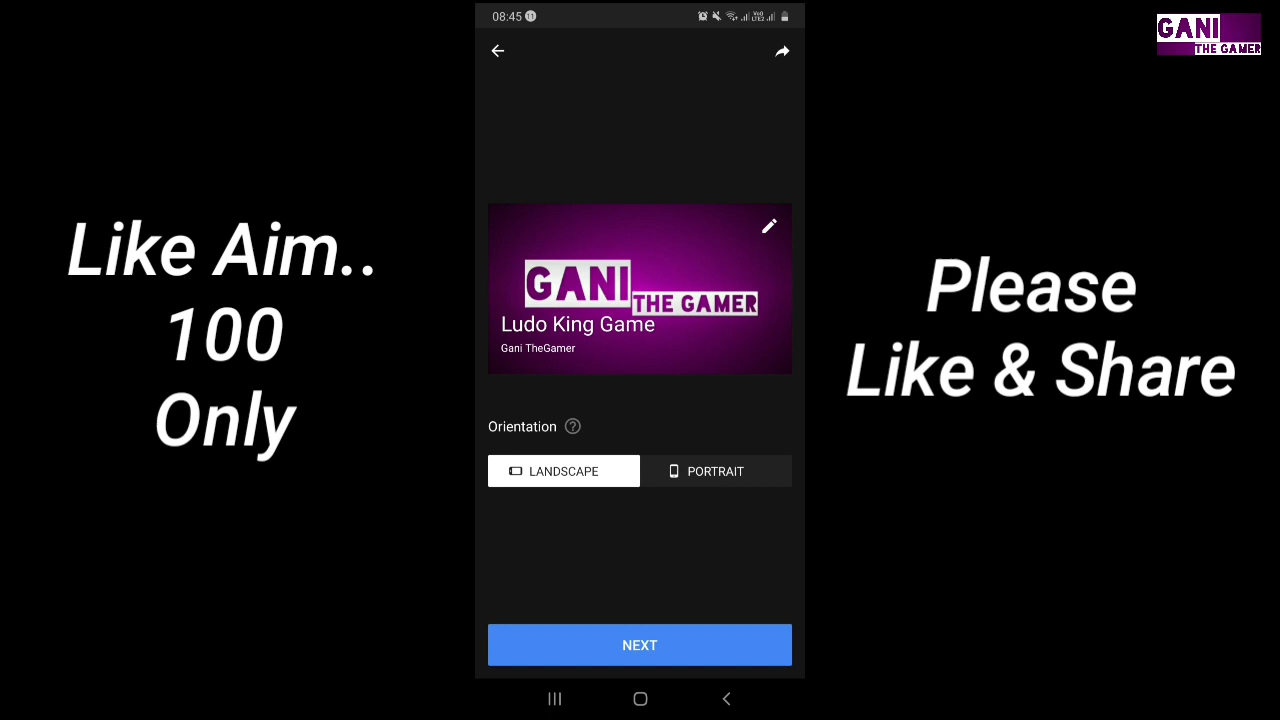 08:45 11
GANI
THE GAMER
Like Aim..
100
Only
GANI
THE GAMER
Ludo King Game
Gani TheGamer
Please
Like & Share
Orientation ?
LANDSCAPE
PORTRAIT
NEXT